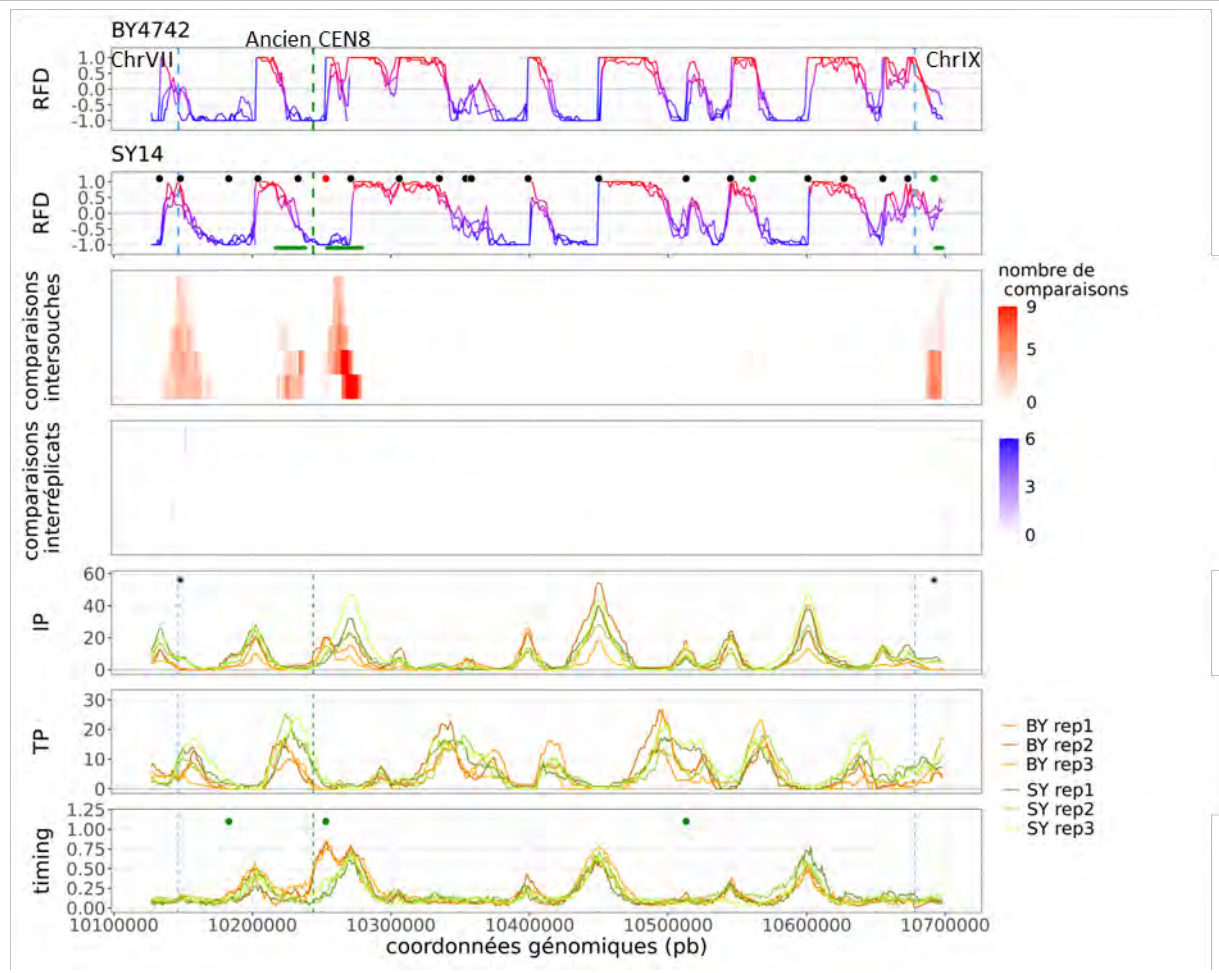 BY4742
Ancien CEN8
ChrVII
ChrIX
RFD
1.0
0.5
0.0
-0.5
-1.0
SY14
RFD
1.0
0.5
0.0
-0.5
-1.0
comparaisons
intersouches
nombre de
comparaisons
9
5
0
comparaisons
interréplicats
6
3
0
IP
60
40
20
0
TP
30
20
10
0
BY rep1
BY rep2
BY rep3
SY rep1
SY rep2
SY rep3
timing
1.25
1.00
0.75
0.50
0.25
0.00
10100000
10200000
10300000
10400000
10500000
10600000
10700000
coordonnées génomiques (pb)